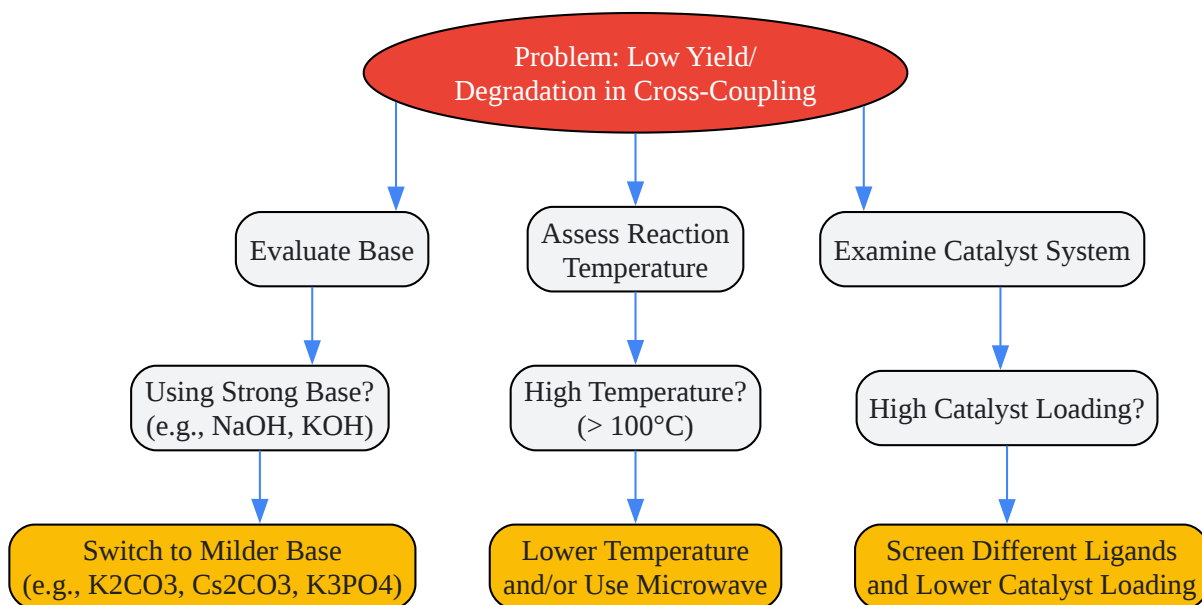 Problem: Low Yield/
Degradation in Cross-Coupling
Evaluate Base
Assess Reaction
Temperature
Examine Catalyst System
Using Strong Base?
(e.g., NaOH, KOH)
High Temperature?
(> 100°C)
High Catalyst Loading?
Switch to Milder Base
(e.g., K2CO3, Cs2CO3, K3PO4)
Lower Temperature
and/or Use Microwave
Screen Different Ligands
and Lower Catalyst Loading